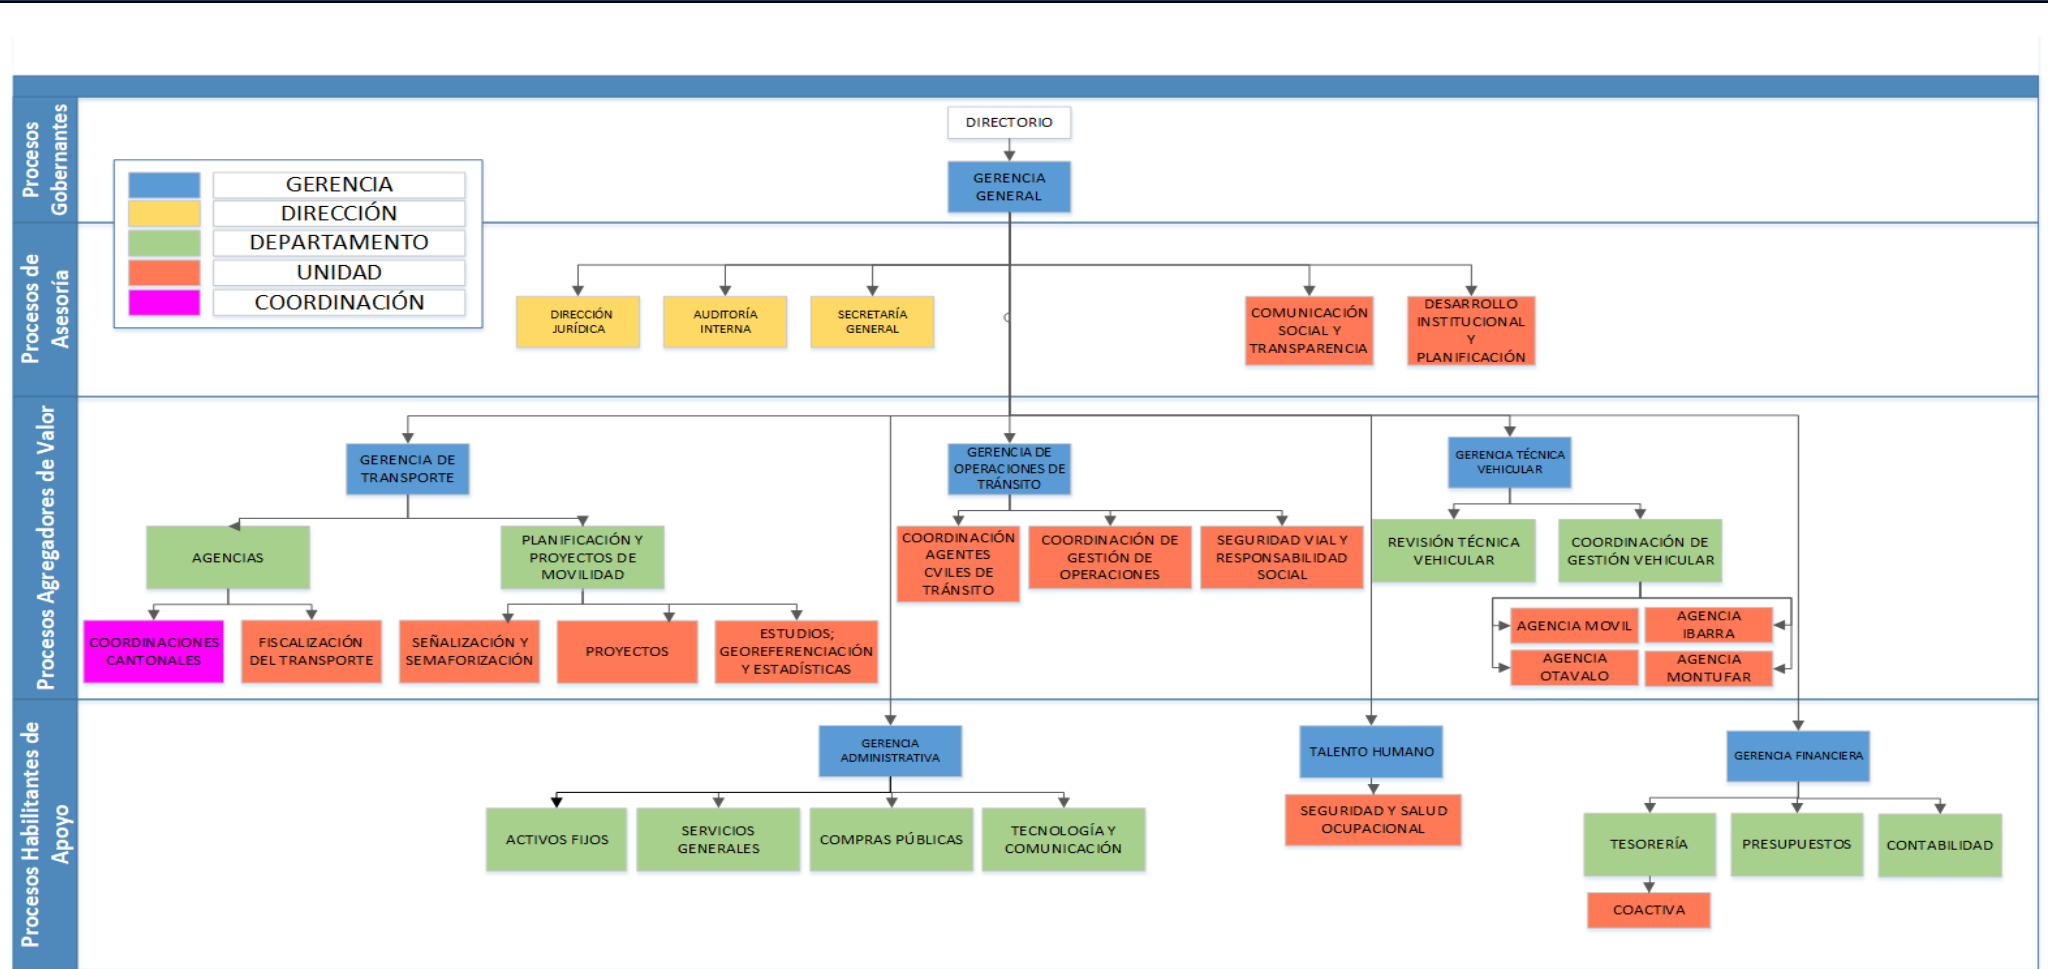 Procesos
Gobernantes
DIRECTORIO
GERENCIA
GENERAL
GERENCIA
DIRECCIÓN
DEPARTAMENTO
UNIDAD
COORDINACIÓN
Procesos de
Asesoría
DIRECCIÓN
JURÍDICA
AUDITORÍA
INTERNA
SECRETARÍA
GENERAL
COMUNICACIÓN
SOCIAL Y
TRANSPARENCIA
DESARROLLO
INSTITUCIONAL
Y
PLANIFICACIÓN
Procesos Agregadores de Valor
GERENCIA DE
TRANSPORTE
GERENCIA DE
OPERACIONES DE
TRÁNSITO
GERENCIA TÉCNICA
VEHICULAR
AGENCIAS
PLANIFICACIÓN Y
PROYECTOS DE
MOVILIDAD
COORDINACIÓN
AGENTES
CVILES DE
TRÁNSITO
COORDINACIÓN DE
GESTIÓN DE
OPERACIONES
SEGURIDAD VIAL Y
RESPONSABILIDAD
SOCIAL
REVISIÓN TÉCNICA
VEHICULAR
COORDINACIÓN DE
GESTIÓN VEHICULAR
COORDINACIONES
CANTONALES
FISCALIZACIÓN
DEL TRANSPORTE
SEÑALIZACIÓN Y
SEMAFORIZACIÓN
PROYECTOS
ESTUDIOS;
GEOREFERENCIACIÓN
Y ESTADÍSTICAS
AGENCIA MOVIL
AGENCIA
IBARRA
AGENCIA
OTAVALO
AGENCIA
MONTUFAR
Procesos Habilitantes de
Apoyo
GERENCIA
ADMINISTRATIVA
TALENTO HUMANO
GERENCIA FINANCIERA
ACTIVOS FIJOS
SERVICIOS
GENERALES
COMPRAS PÚBLICAS
TECNOLOGÍA Y
COMUNICACIÓN
SEGURIDAD Y SALUD
OCUPACIONAL
TESORERÍA
PRESUPUESTOS
CONTABILIDAD
COACTIVA